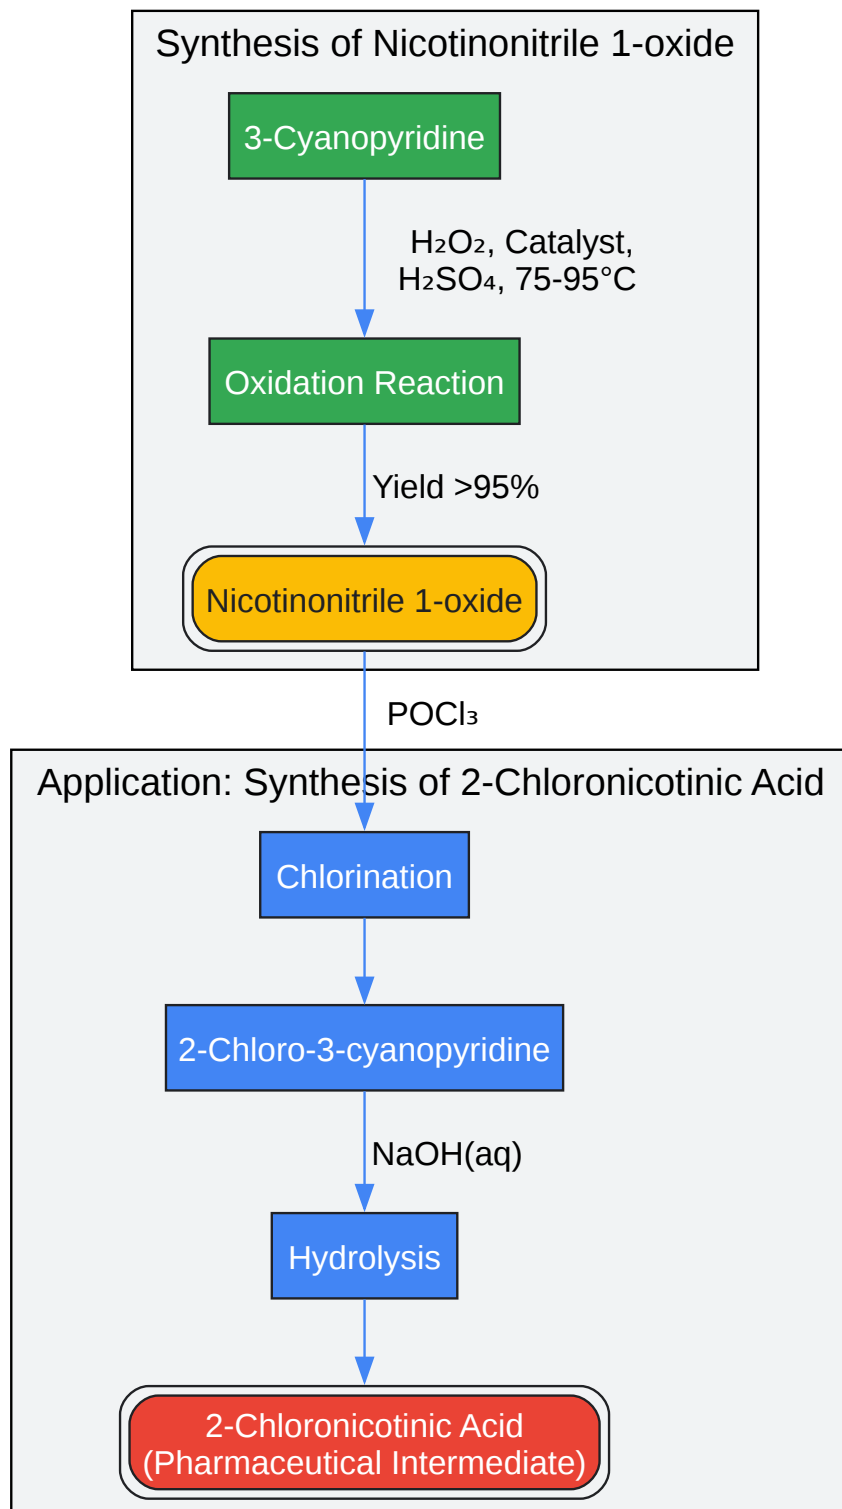 Synthesis of Nicotinonitrile 1-oxide
3-Cyanopyridine
H₂O₂, Catalyst,
H₂SO₄, 75-95°C
Oxidation Reaction
Yield >95%
Nicotinonitrile 1-oxide
POCl₃
Application: Synthesis of 2-Chloronicotinic Acid
Chlorination
2-Chloro-3-cyanopyridine
NaOH(aq)
Hydrolysis
2-Chloronicotinic Acid
(Pharmaceutical Intermediate)